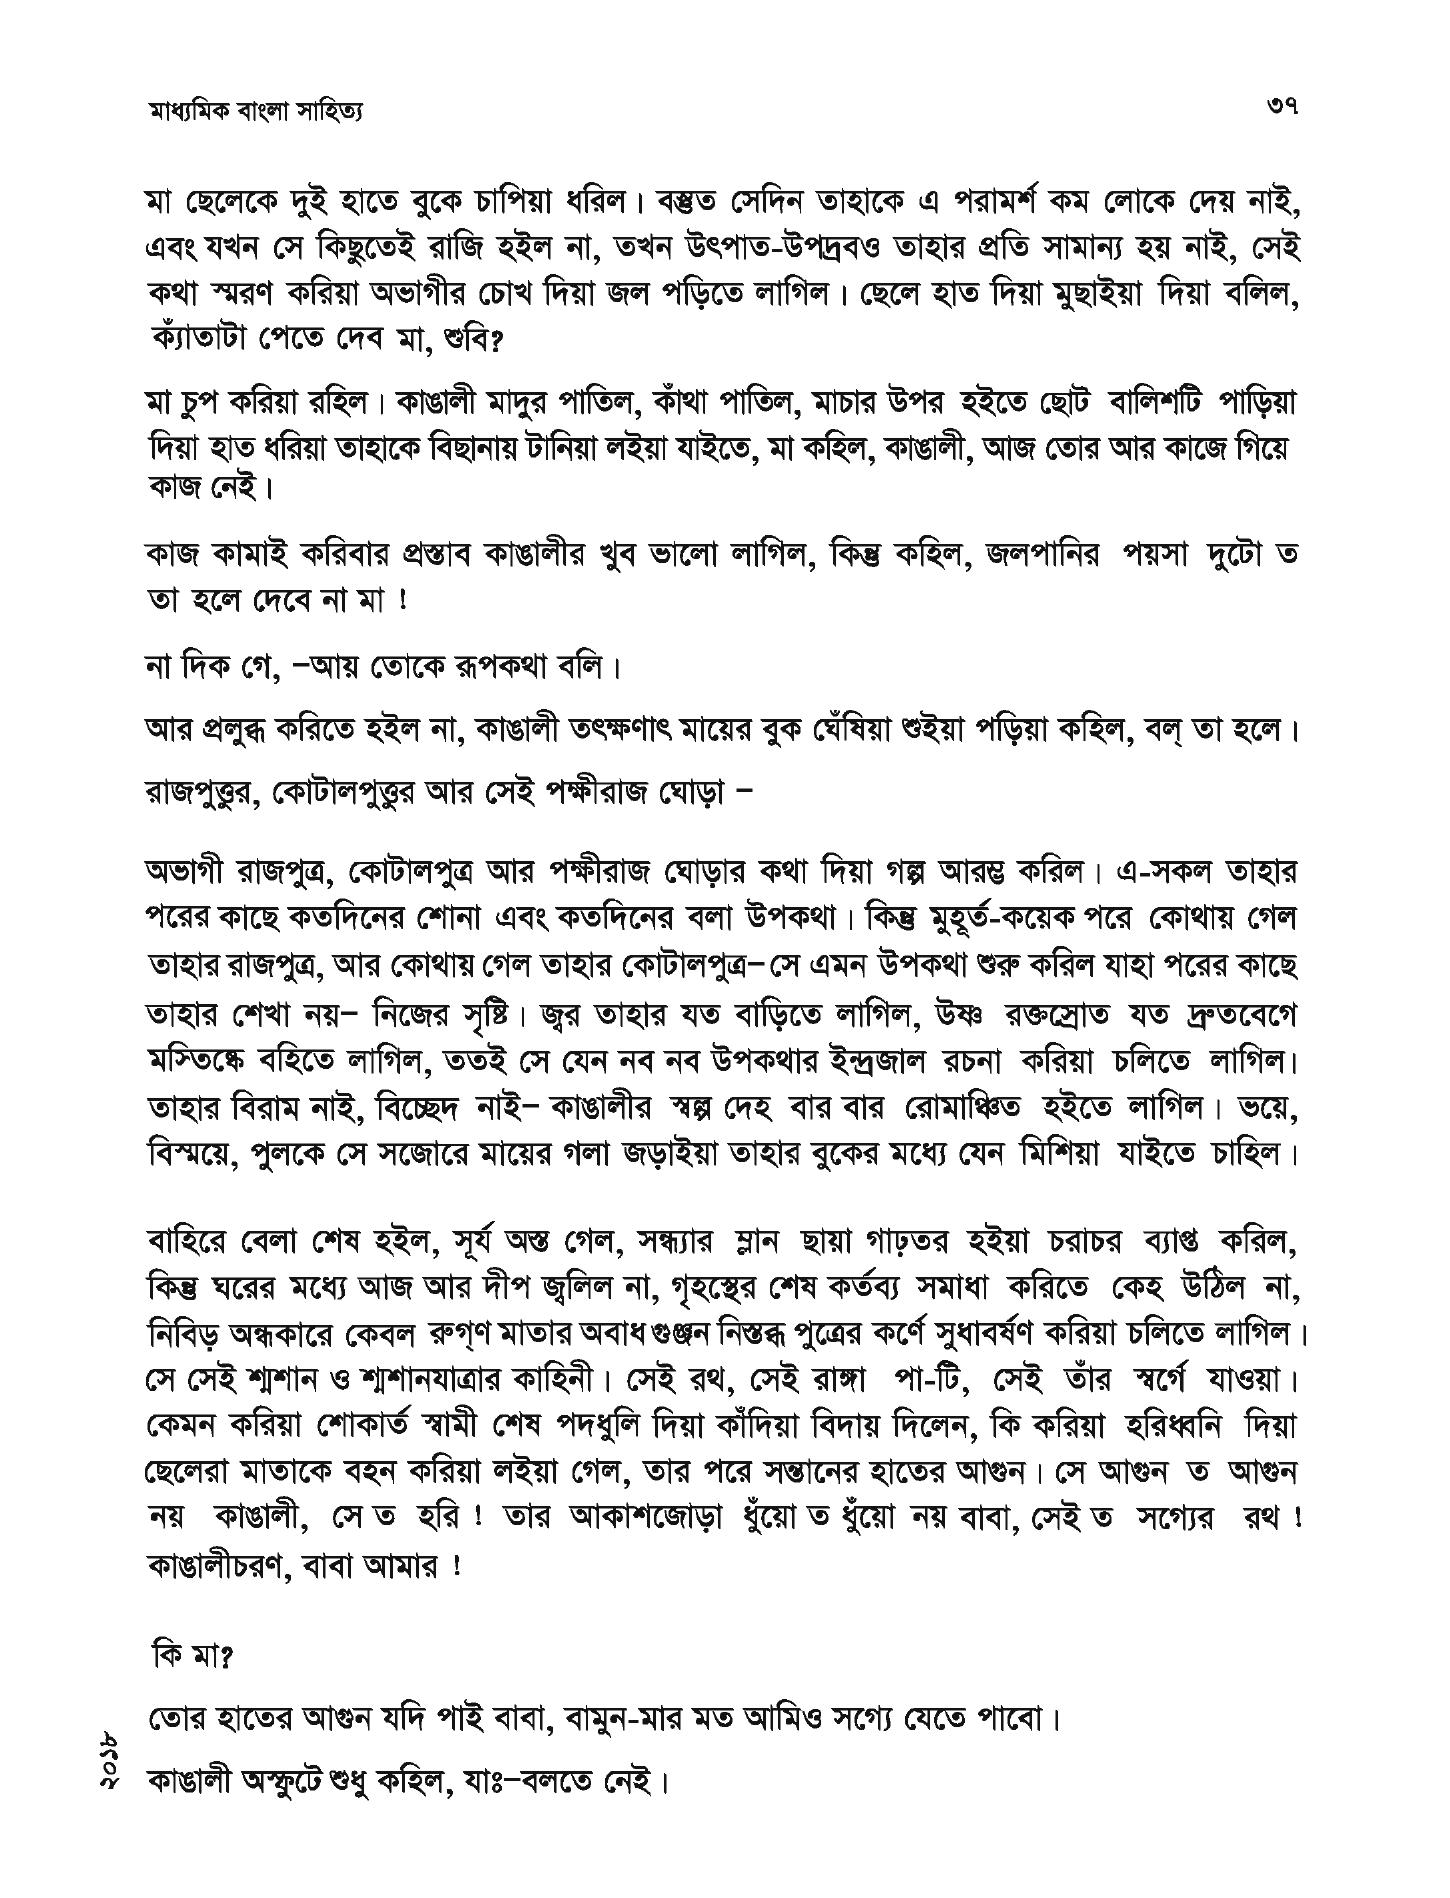 মাধ্যমিক বাংলা সাহিত্য
৩৭
মা ছেলেকে দুই হাতে বুকে চাপিয়া ধরিল। বস্তুত সেদিন তাহাকে এ পরামর্শ কম লোকে দেয় নাই,
এবং যখন সে কিছুতেই রাজি হইল না, তখন উৎপাত-উপদ্রবও তাহার প্রতি সামান্য হয় নাই, সেই
কথা স্মরণ করিয়া অভাগীর চোখ দিয়া জল পড়িতে লাগিল। ছেলে হাত দিয়া মুছাইয়া দিয়া বলিল,
ক্যাঁতাটা পেতে দেব মা, শুবি?
মা চুপ করিয়া রহিল। কাঙালী মাদুর পাতিল, কাঁথা পাতিল, মাচার উপর হইতে ছোট বালিশটি পাড়িয়া
দিয়া হাত ধরিয়া তাহাকে বিছানায় টানিয়া লইয়া যাইতে, মা কহিল, কাঙালী, আজ তোর আর কাজে গিয়ে
কাজ নেই।
কাজ কামাই করিবার প্রস্তাব কাঙালীর খুব ভালো লাগিল, কিন্তু কহিল, জলপানির পয়সা দুটো ত
তা হলে দেবে না মা !
না দিক গে, –আয় তোকে রূপকথা বলি।
আর প্রলুব্ধ করিতে হইল না, কাঙালী তৎক্ষণাৎ মায়ের বুক ঘেঁষিয়া শুইয়া পড়িয়া কহিল, বল্ তা হলে।
রাজপুত্তুর, কোটালপুত্তুর আর সেই পক্ষীরাজ ঘোড়া –
অভাগী রাজপুত্র, কোটালপুত্র আর পক্ষীরাজ ঘোড়ার কথা দিয়া গল্প আরম্ভ করিল। এ-সকল তাহার
পরের কাছে কতদিনের শোনা এবং কতদিনের বলা উপকথা। কিন্তু মুহূর্ত-কয়েক পরে কোথায় গেল
তাহার রাজপুত্র, আর কোথায় গেল তাহার কোটালপুত্র–সে এমন উপকথা শুরু করিল যাহা পরের কাছে
তাহার শেখা নয়– নিজের সৃষ্টি। জ্বর তাহার যত বাড়িতে লাগিল, উষ্ণ রক্তস্রোত যত দ্রুতবেগে
মস্তিষ্কে বহিতে লাগিল, ততই সে যেন নব নব উপকথার ইন্দ্রজাল রচনা করিয়া চলিতে লাগিল।
তাহার বিরাম নাই, বিচ্ছেদ নাই– কাঙালীর স্বল্প দেহ বার বার রোমাঞ্চিত হইতে লাগিল। ভয়ে,
বিস্ময়ে, পুলকে সে সজোরে মায়ের গলা জড়াইয়া তাহার বুকের মধ্যে যেন মিশিয়া যাইতে চাহিল।
বাহিরে বেলা শেষ হইল, সূর্য অস্ত গেল, সন্ধ্যার ম্লান ছায়া গাঢ়তর হইয়া চরাচর ব্যাপ্ত করিল,
কিন্তু ঘরের মধ্যে আজ আর দীপ জ্বলিল না, গৃহস্থের শেষ কর্তব্য সমাধা করিতে কেহ উঠিল না,
নিবিড় অন্ধকারে কেবল রুগ্‌ণ মাতার অবাধ গুঞ্জন নিস্তব্ধ পুত্রের কর্ণে সুধাবর্ষণ করিয়া চলিতে লাগিল।
সে সেই শ্মশান ও শ্মশানযাত্রার কাহিনী। সেই রথ, সেই রাঙ্গা পা-টি, সেই তাঁর স্বর্গে যাওয়া।
কেমন করিয়া শোকার্ত স্বামী শেষ পদধুলি দিয়া কাঁদিয়া বিদায় দিলেন, কি করিয়া হরিধ্বনি দিয়া
ছেলেরা মাতাকে বহন করিয়া লইয়া গেল, তার পরে সন্তানের হাতের আগুন। সে আগুন ত আগুন
নয় কাঙালী, সে ত হরি ! তার আকাশজোড়া ধুঁয়ো ত ধুঁয়ো নয় বাবা, সেই ত সগ্যের রথ !
কাঙালীচরণ, বাবা আমার !
কি মা?
তোর হাতের আগুন যদি পাই বাবা, বামুন-মার মত আমিও সগ্যে যেতে পাবো।
কাঙালী অস্ফুটে শুধু কহিল, যাঃ–বলতে নেই।
২০১৮